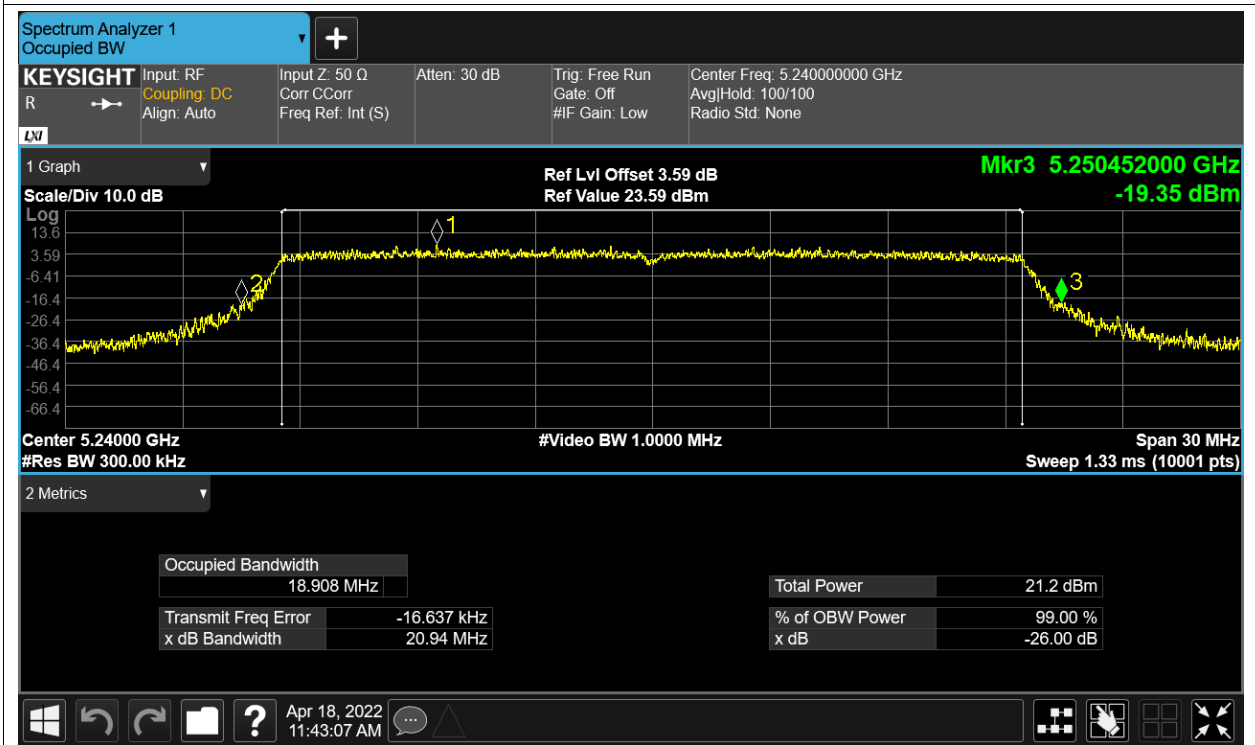 Spectrum Analyzer 1
Occupied BW
KEYSIGHT
R
LXI
Input: RF
Coupling: DC
Align: Auto
Input Z: 50 Ω
Corr CCorr
Freq Ref: Int (S)
Atten: 30 dB
Trig: Free Run
Gate: Off
#IF Gain: Low
Center Freq: 5.240000000 GHz
Avg|Hold: 100/100
Radio Std: None
1 Graph
Scale/Div 10.0 dB
Ref Lvl Offset 3.59 dB
Ref Value 23.59 dBm
Mkr3 5.250452000 GHz
-19.35 dBm
Log
13.6
3.59
-6.41
-16.4
-26.4
-36.4
-46.4
-56.4
-66.4
1
2
3
Center 5.24000 GHz
#Res BW 300.00 kHz
#Video BW 1.0000 MHz
Span 30 MHz
Sweep 1.33 ms (10001 pts)
2 Metrics
Occupied Bandwidth
18.908 MHz
Transmit Freq Error -16.637 kHz
x dB Bandwidth 20.94 MHz
Total Power 21.2 dBm
% of OBW Power 99.00 %
x dB -26.00 dB
?
Apr 18, 2022
11:43:07 AM